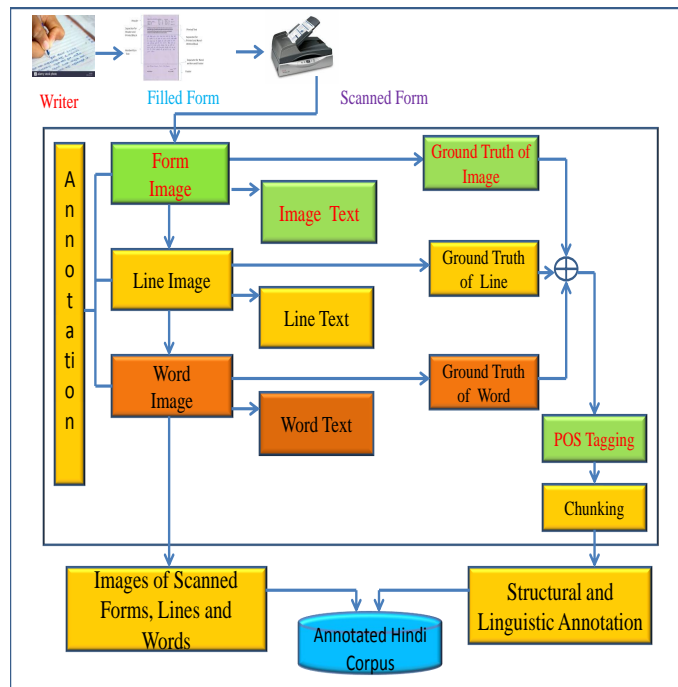 Writer
Filled Form
Scanned Form
Annotation
Form
Image
Ground Truth of
Image
Image Text
Line Image
Ground Truth
of Line
Line Text
Word
Image
Ground Truth
of Word
Word Text
POS Tagging
Chunking
Images of Scanned
Forms, Lines and
Words
Annotated Hindi
Corpus
Structural and
Linguistic Annotation